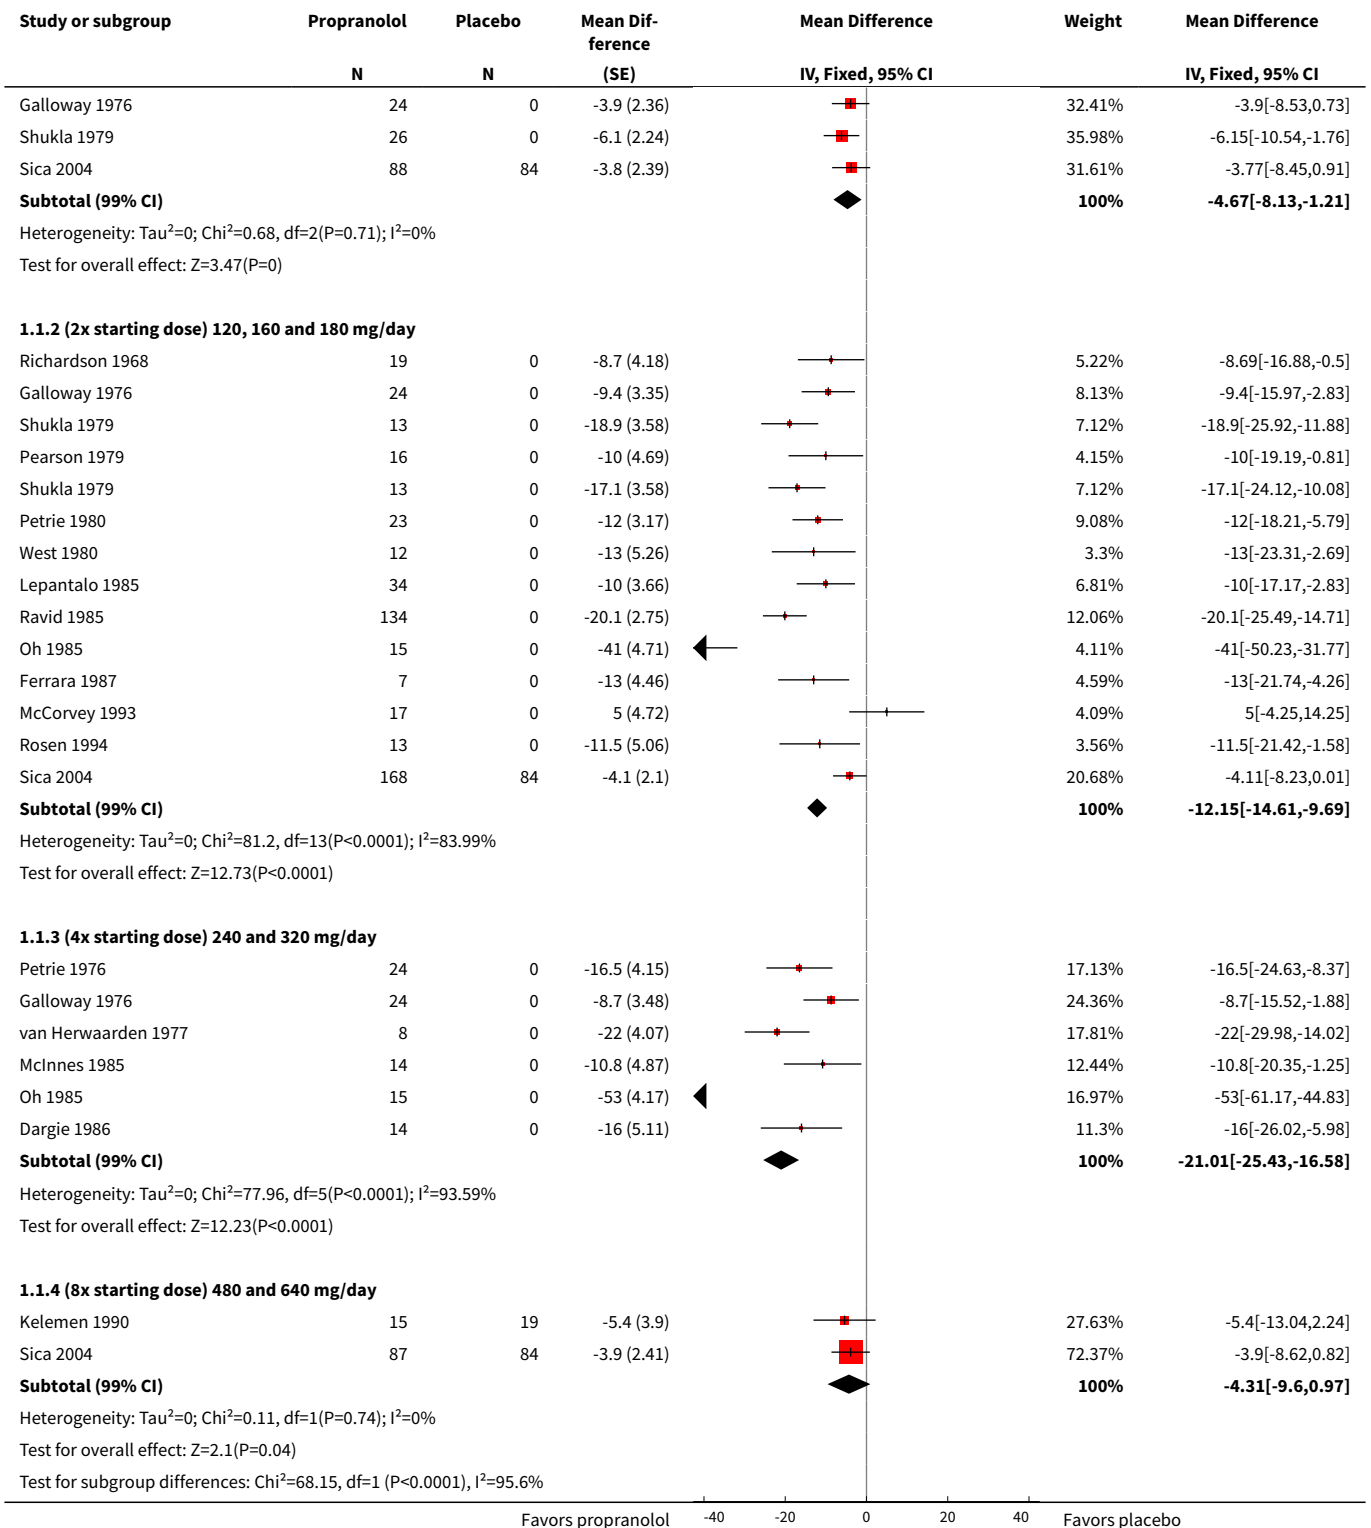 Study or subgroup Propranolol Placebo Mean Dif- Mean Difference Weight Mean Difference
ference
N N (SE) IV, Fixed, 95% CI IV, Fixed, 95% CI
Galloway 1976 24 0 -3.9 (2.36) 32.41% -3.9[-8.53,0.73]
Shukla 1979 26 0 -6.1 (2.24) 35.98% -6.15[-10.54,-1.76]
Sica 2004 88 84 -3.8 (2.39) 31.61% -3.77[-8.45,0.91]
Subtotal (99% CI) 100% -4.67[-8.13,-1.21]
Heterogeneity: Tau²=0; Chi²=0.68, df=2(P=0.71); I²=0%
Test for overall effect: Z=3.47(P=0)
1.1.2 (2x starting dose) 120, 160 and 180 mg/day
Richardson 1968 19 0 -8.7 (4.18) 5.22% -8.69[-16.88,-0.5]
Galloway 1976 24 0 -9.4 (3.35) 8.13% -9.4[-15.97,-2.83]
Shukla 1979 13 0 -18.9 (3.58) 7.12% -18.9[-25.92,-11.88]
Pearson 1979 16 0 -10 (4.69) 4.15% -10[-19.19,-0.81]
Shukla 1979 13 0 -17.1 (3.58) 7.12% -17.1[-24.12,-10.08]
Petrie 1980 23 0 -12 (3.17) 9.08% -12[-18.21,-5.79]
West 1980 12 0 -13 (5.26) 3.3% -13[-23.31,-2.69]
Lepantalo 1985 34 0 -10 (3.66) 6.81% -10[-17.17,-2.83]
Ravid 1985 134 0 -20.1 (2.75) 12.06% -20.1[-25.49,-14.71]
Oh 1985 15 0 -41 (4.71) 4.11% -41[-50.23,-31.77]
Ferrara 1987 7 0 -13 (4.46) 4.59% -13[-21.74,-4.26]
McCorvey 1993 17 0 5 (4.72) 4.09% 5[-4.25,14.25]
Rosen 1994 13 0 -11.5 (5.06) 3.56% -11.5[-21.42,-1.58]
Sica 2004 168 84 -4.1 (2.1) 20.68% -4.11[-8.23,0.01]
Subtotal (99% CI) 100% -12.15[-14.61,-9.69]
Heterogeneity: Tau²=0; Chi²=81.2, df=13(P<0.0001); I²=83.99%
Test for overall effect: Z=12.73(P<0.0001)
1.1.3 (4x starting dose) 240 and 320 mg/day
Petrie 1976 24 0 -16.5 (4.15) 17.13% -16.5[-24.63,-8.37]
Galloway 1976 24 0 -8.7 (3.48) 24.36% -8.7[-15.52,-1.88]
van Herwaarden 1977 8 0 -22 (4.07) 17.81% -22[-29.98,-14.02]
McInnes 1985 14 0 -10.8 (4.87) 12.44% -10.8[-20.35,-1.25]
Oh 1985 15 0 -53 (4.17) 16.97% -53[-61.17,-44.83]
Dargie 1986 14 0 -16 (5.11) 11.3% -16[-26.02,-5.98]
Subtotal (99% CI) 100% -21.01[-25.43,-16.58]
Heterogeneity: Tau²=0; Chi²=77.96, df=5(P<0.0001); I²=93.59%
Test for overall effect: Z=12.23(P<0.0001)
1.1.4 (8x starting dose) 480 and 640 mg/day
Kelemen 1990 15 19 -5.4 (3.9) 27.63% -5.4[-13.04,2.24]
Sica 2004 87 84 -3.9 (2.41) 72.37% -3.9[-8.62,0.82]
Subtotal (99% CI) 100% -4.31[-9.6,0.97]
Heterogeneity: Tau²=0; Chi²=0.11, df=1(P=0.74); I²=0%
Test for overall effect: Z=2.1(P=0.04)
Test for subgroup differences: Chi²=68.15, df=1 (P<0.0001), I²=95.6%
Favors propranolol -40 -20 0 20 40 Favors placebo